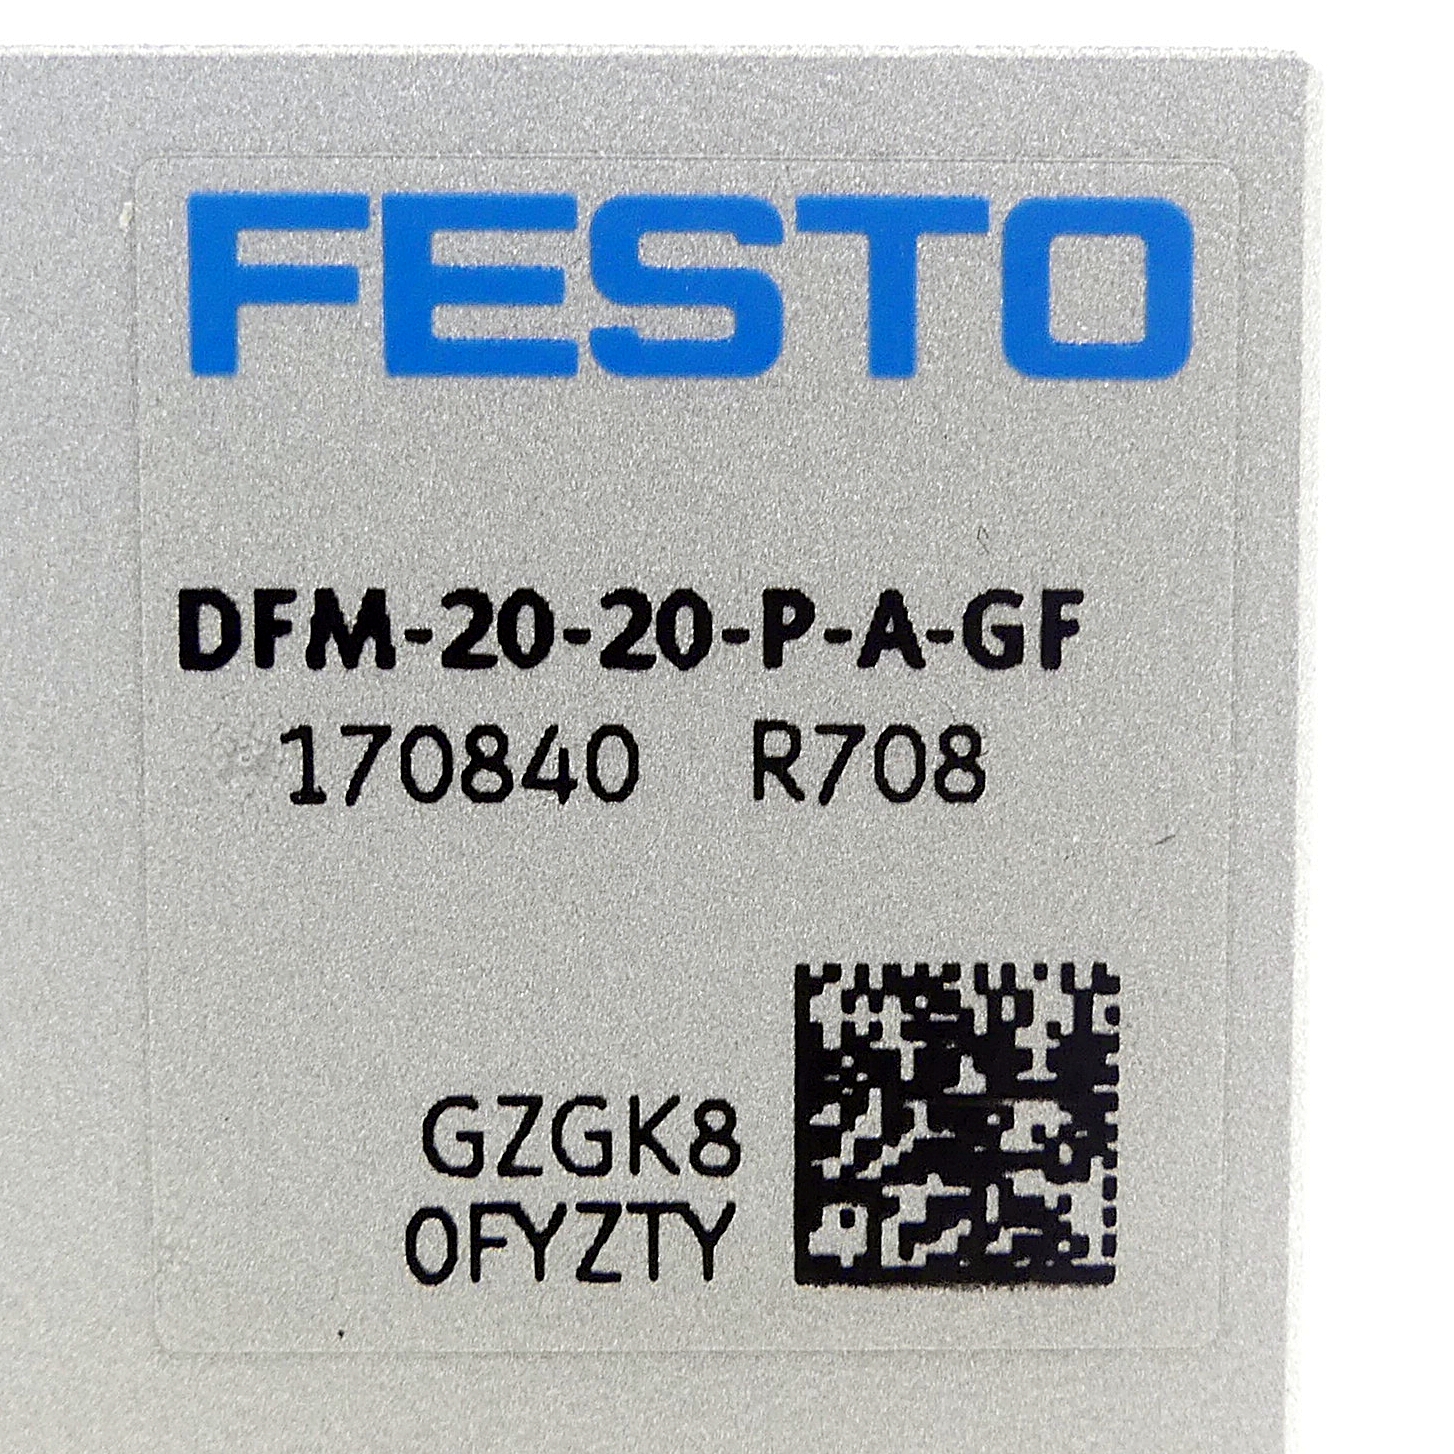 FESTO
DFM-20-20-P-A-GF
170840 R708
GZGK8
0FYZTY